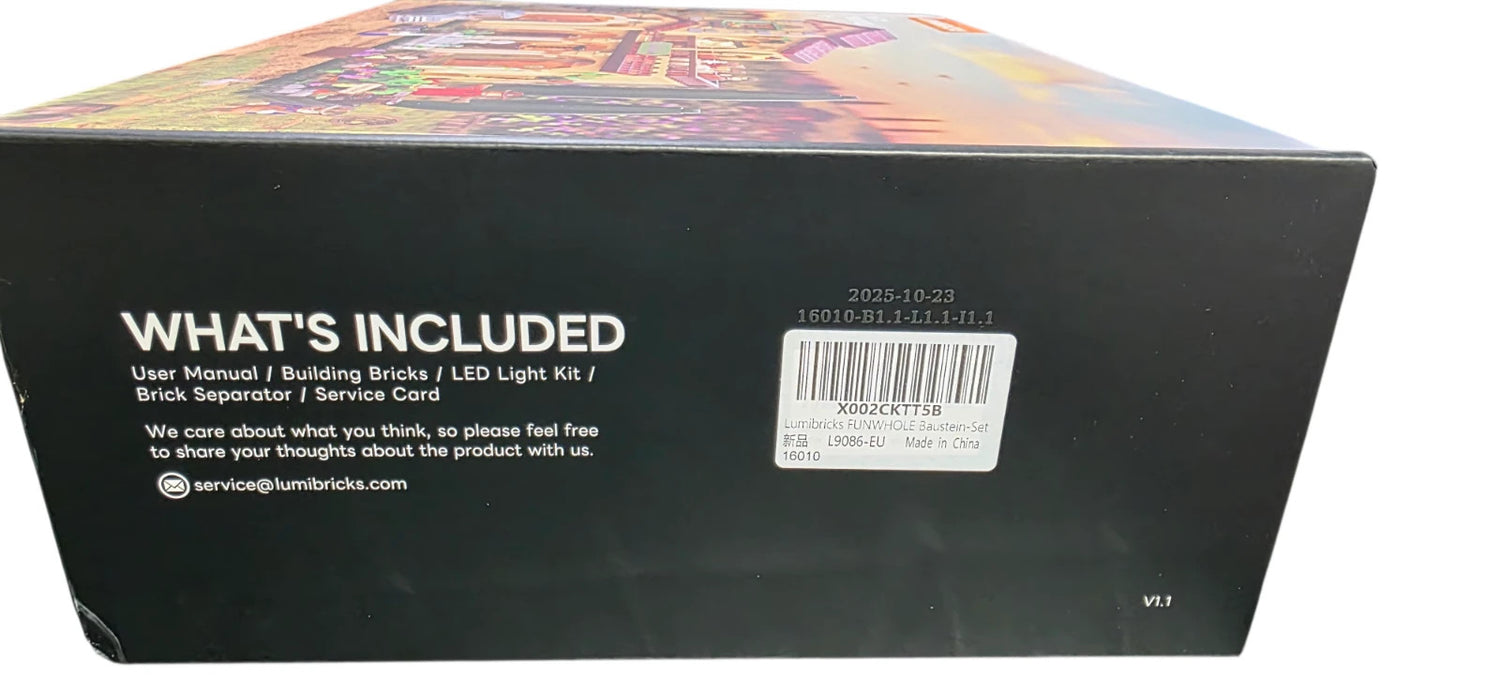 WHAT'S INCLUDED
User Manual / Building Bricks / LED Light Kit /
Brick Separator / Service Card
We care about what you think, so please feel free
to share your thoughts about the product with us.
service@lumibricks.com
2025-10-23
16010-B1.1-L1.1-I1.1
X002CKTT5B
Lumibricks FUNWHOLE Baustein-Set
新品 L9086-EU Made in China
16010
V1.1